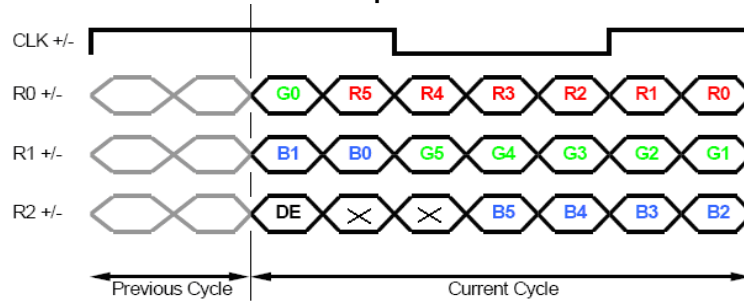 CLK +/-
R0 +/- G0 R5 R4 R3 R2 R1 R0
R1 +/- B1 B0 G5 G4 G3 G2 G1
R2 +/- DE B5 B4 B3 B2
Previous Cycle Current Cycle